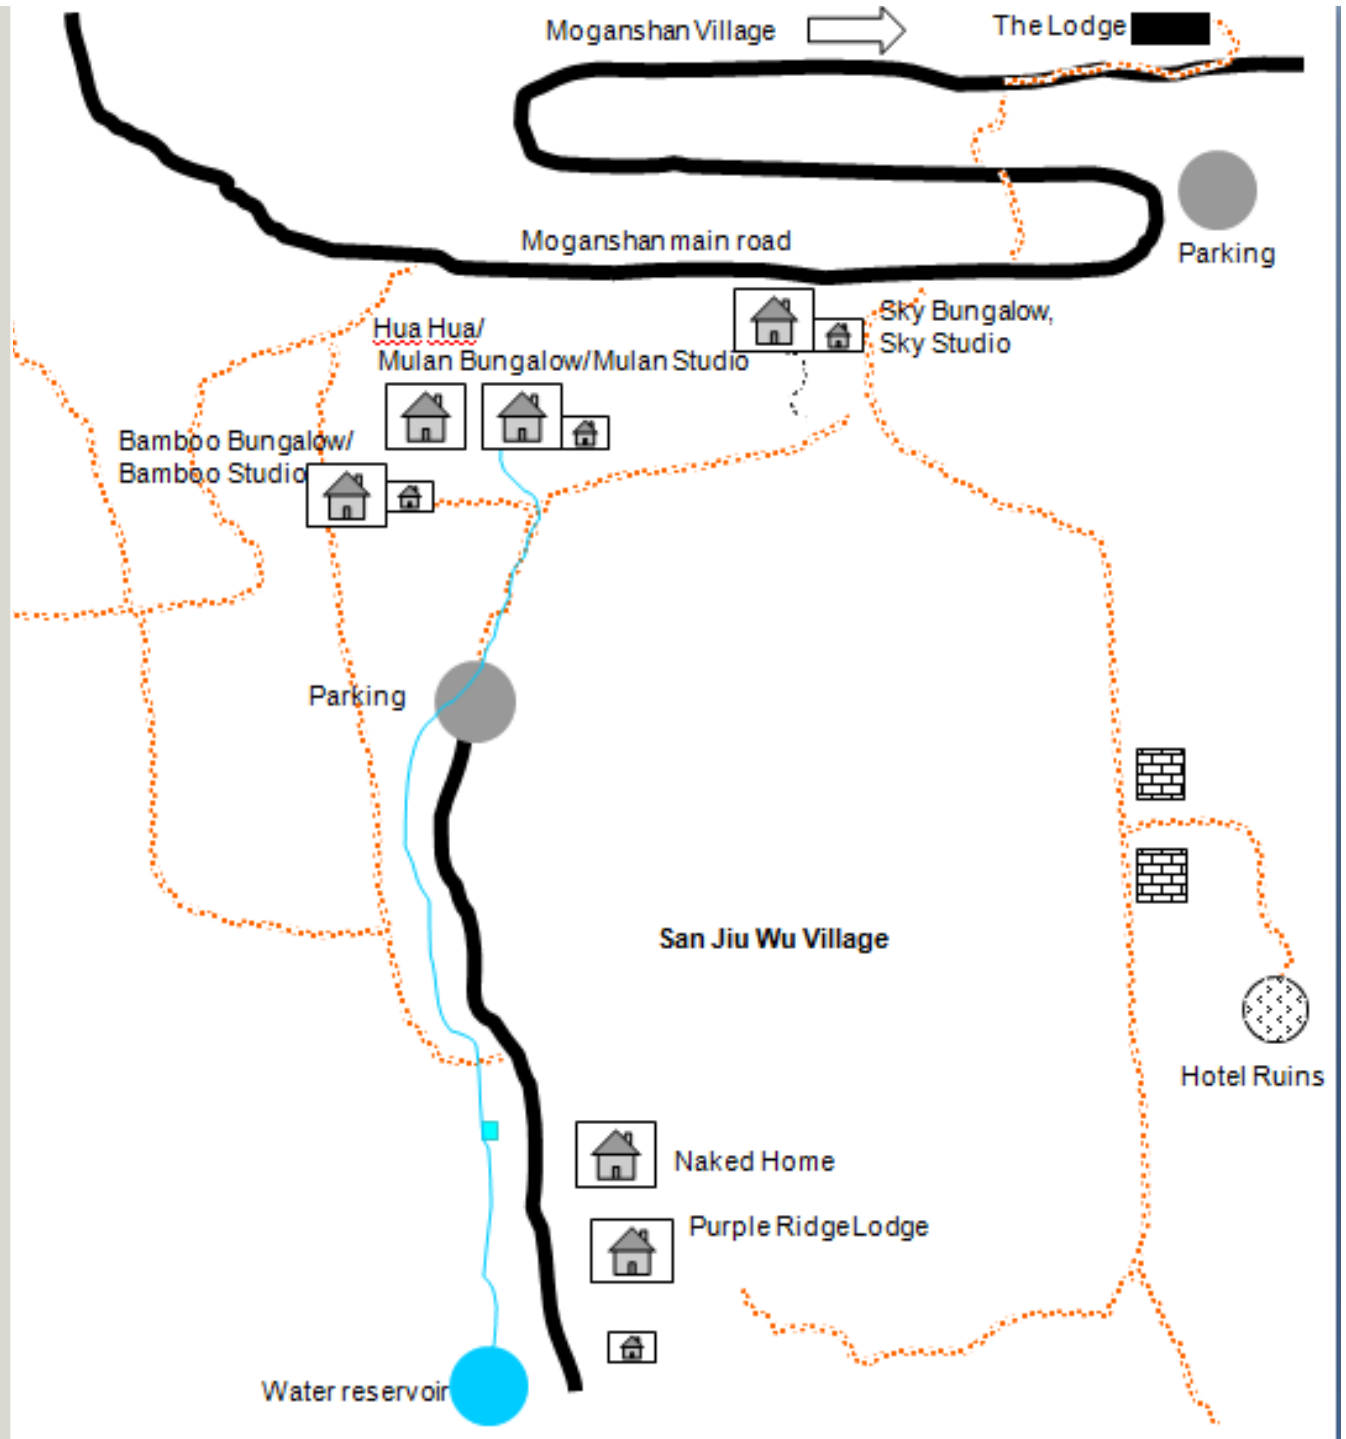 Moganshan Village
The Lodge
Parking
Moganshan main road
Sky Bungalow,
Sky Studio
Hua Hua/
Mulan Bungalow/Mulan Studio
Bamboo Bungalow/
Bamboo Studio
Parking
San Jiu Wu Village
Hotel Ruins
Naked Home
Purple Ridge Lodge
Water reservoir